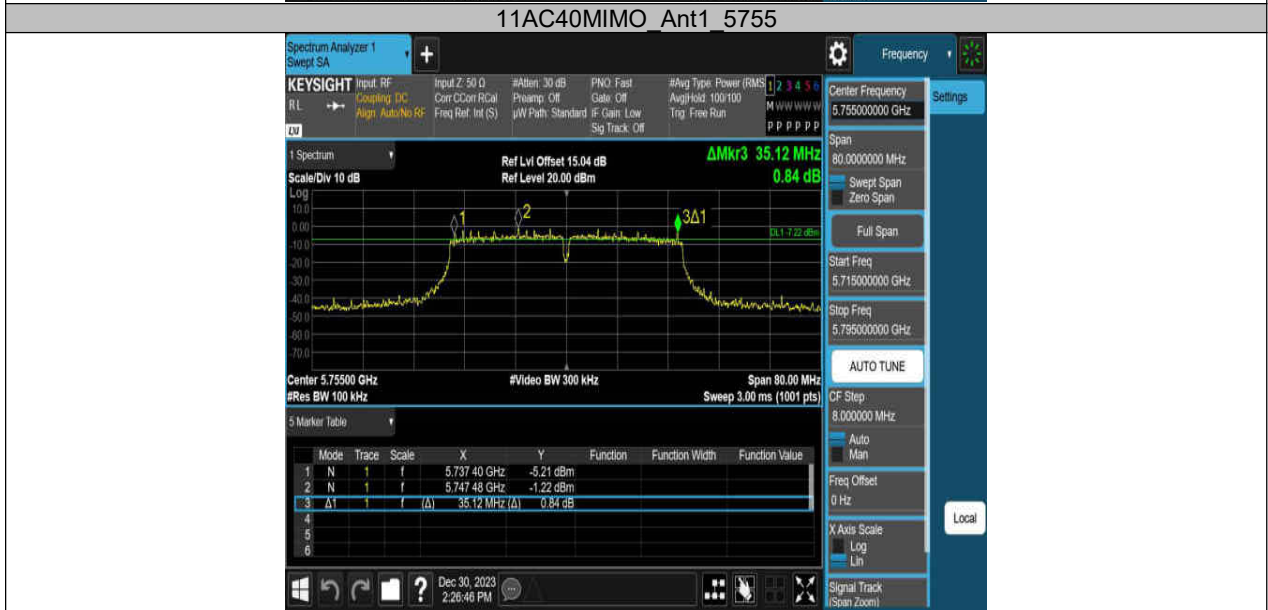 11AC40MIMO_Ant1_5755
Spectrum Analyzer 1
Swept SA
+
Frequency
KEYSIGHT Input: RF Input Z: 50 Ω #Atten: 30 dB PNO: Fast #Avg Type: Power (RMS 1 2 3 4 5 6
RL Coupling: DC Corr CCorr RCal Preamp: Off Gate: Off Avg|Hold: 100/100 M W W W W W
Align: Auto/No RF Freq Ref: Int (S) µW Path: Standard IF Gain: Low Trig: Free Run
Sig Track: Off P P P P P P
LXI
1 Spectrum
Ref Lvl Offset 15.04 dB
ΔMkr3 35.12 MHz
Scale/Div 10 dB
Ref Level 20.00 dBm
0.84 dB
Log
10.0
0.00
-10.0
-20.0
-30.0
-40.0
-50.0
-60.0
-70.0
1
2
3Δ1
DL1 -7.22 dBm
Center 5.75500 GHz #Video BW 300 kHz Span 80.00 MHz
#Res BW 100 kHz Sweep 3.00 ms (1001 pts)
5 Marker Table
Mode Trace Scale X Y Function Function Width Function Value
1 N 1 f 5.737 40 GHz -5.21 dBm
2 N 1 f 5.747 48 GHz -1.22 dBm
3 Δ1 1 f (Δ) 35.12 MHz (Δ) 0.84 dB
4
5
6
?
Dec 30, 2023
2:26:46 PM
Center Frequency
5.755000000 GHz
Settings
Span
80.0000000 MHz
Swept Span
Zero Span
Full Span
Start Freq
5.715000000 GHz
Stop Freq
5.795000000 GHz
AUTO TUNE
CF Step
8.000000 MHz
Auto
Man
Freq Offset
0 Hz
X Axis Scale
Log
Lin
Local
Signal Track
(Span Zoom)